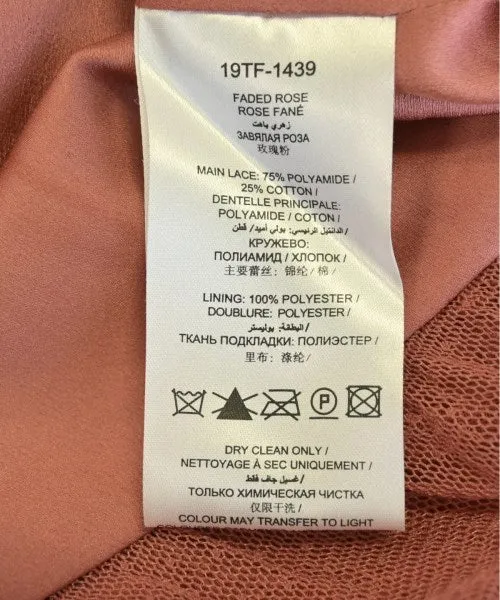 19TF-1439
FADED ROSE
ROSE FANÉ
زهري باهت
ЗАВЯЛАЯ РОЗА
玫瑰粉
MAIN LACE: 75% POLYAMIDE /
25% COTTON /
DENTELLE PRINCIPALE:
POLYAMIDE / COTON /
الدانتيل الرئيسي: بولي أميد/ قطن/
КРУЖЕВО:
ПОЛИАМИД / ХЛОПОК /
主要蕾丝: 锦纶/ 棉/
LINING: 100% POLYESTER /
DOUBLURE: POLYESTER /
البطانة: بوليستر/
ТКАНЬ ПОДКЛАДКИ: ПОЛИЭСТЕР /
里布: 涤纶/
P
DRY CLEAN ONLY /
NETTOYAGE À SEC UNIQUEMENT /
غسيل جاف فقط/
ТОЛЬКО ХИМИЧЕСКАЯ ЧИСТКА
仅限干洗/
COLOUR MAY TRANSFER TO LIGHT